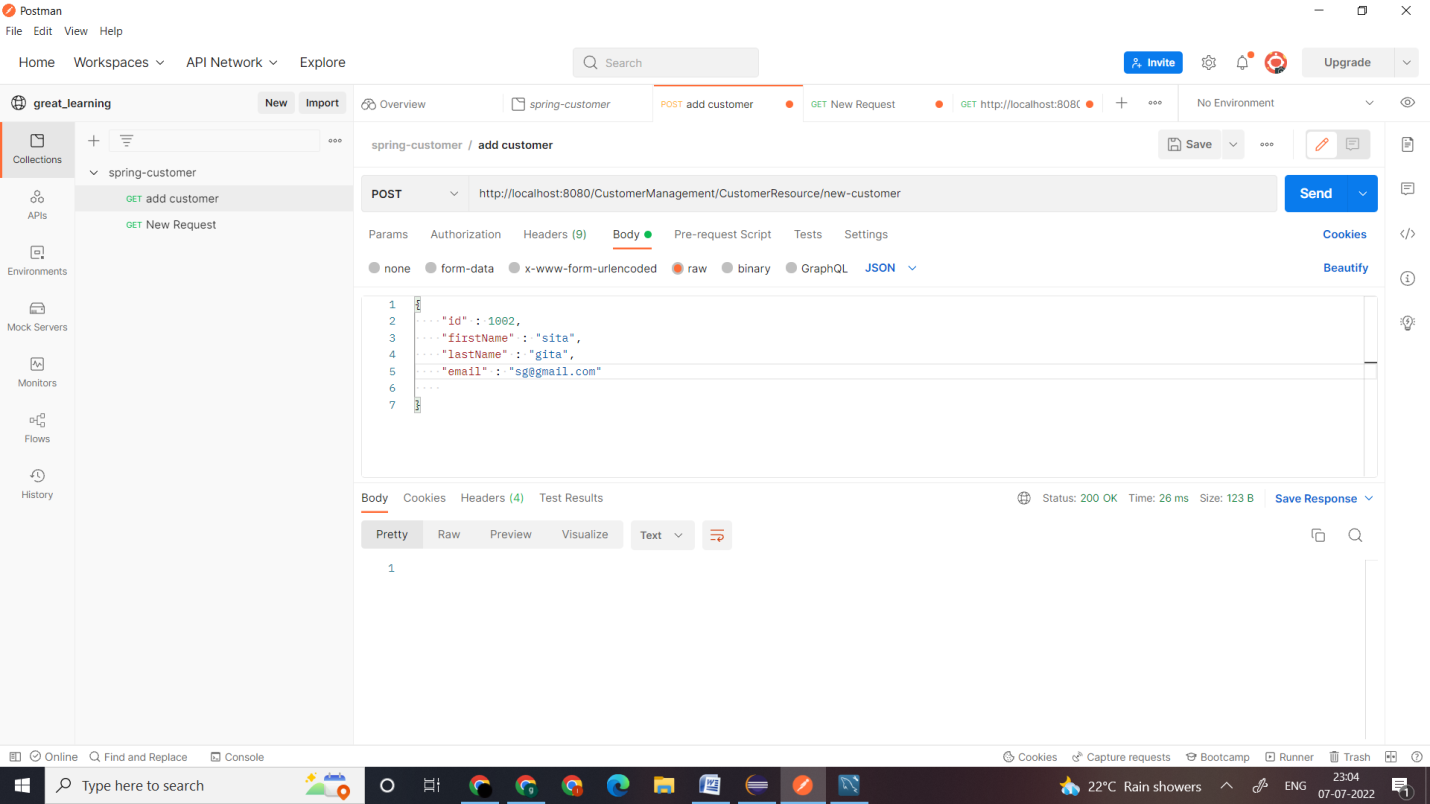 Postman
File Edit View Help
Home Workspaces API Network Explore Search Invite Upgrade
great_learning New Import Overview spring-customer POST add customer GET New Request GET http://localhost:808 No Environment
Collections
APIs
Environments
Mock Servers
Monitors
Flows
History
spring-customer
GET add customer
GET New Request
spring-customer / add customer Save
POST http://localhost:8080/CustomerManagement/CustomerResource/new-customer Send
Params Authorization Headers (9) Body Pre-request Script Tests Settings Cookies
none form-data x-www-form-urlencoded raw binary GraphQL JSON Beautify
1 {
2 "id" : 1002,
3 "firstName" : "sita",
4 "lastName" : "gita",
5 "email" : "sg@gmail.com"
6
7 }
Body Cookies Headers (4) Test Results Status: 200 OK Time: 26 ms Size: 123 B Save Response
Pretty Raw Preview Visualize Text
1
Online Find and Replace Console Cookies Capture requests Bootcamp Runner Trash
Type here to search 22°C Rain showers ENG 23:04
07-07-2022 1